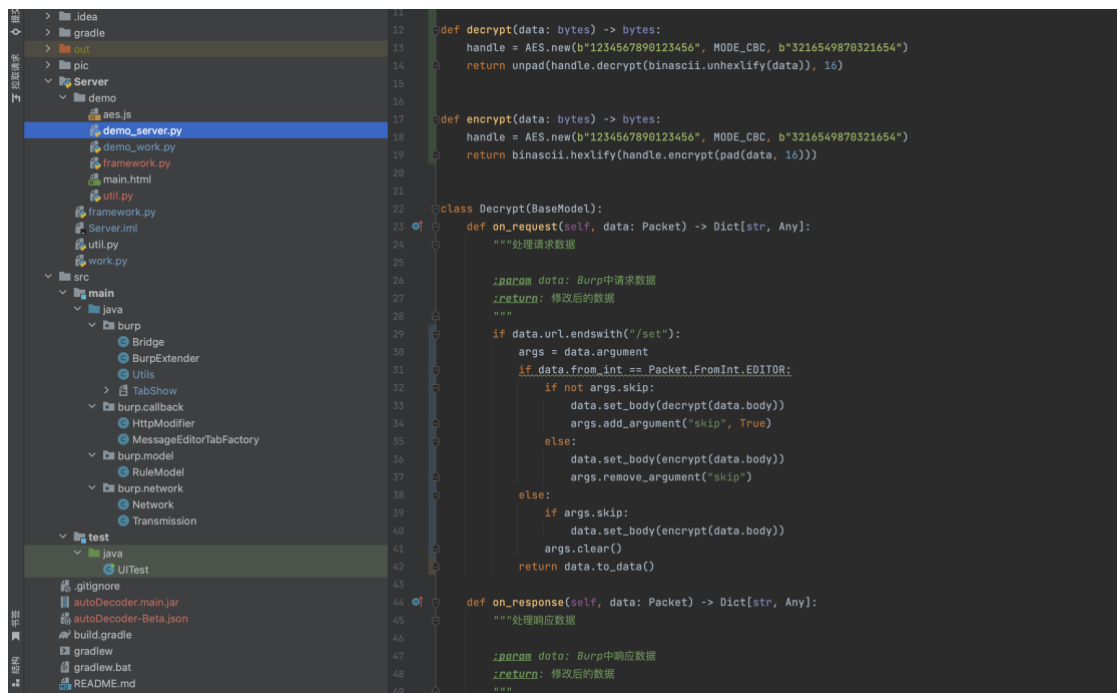 提交
拉取请求
书签
结构
.idea
gradle
out
pic
Server
demo
aes.js
demo_server.py
demo_work.py
framework.py
main.html
util.py
framework.py
Server.iml
util.py
work.py
src
main
java
burp
Bridge
BurpExtender
Utils
TabShow
burp.callback
HttpModifier
MessageEditorTabFactory
burp.model
RuleModel
burp.network
Network
Transmission
test
java
UITest
.gitignore
autoDecoder.main.jar
autoDecoder-Beta.json
build.gradle
gradlew
gradlew.bat
README.md
11
12 def decrypt(data: bytes) -> bytes:
13 handle = AES.new(b"1234567890123456", MODE_CBC, b"3216549870321654")
14 return unpad(handle.decrypt(binascii.unhexlify(data)), 16)
15
16
17 def encrypt(data: bytes) -> bytes:
18 handle = AES.new(b"1234567890123456", MODE_CBC, b"3216549870321654")
19 return binascii.hexlify(handle.encrypt(pad(data, 16)))
20
21
22 class Decrypt(BaseModel):
23 def on_request(self, data: Packet) -> Dict[str, Any]:
24 """处理请求数据
25
26 :param data: Burp中请求数据
27 :return: 修改后的数据
28 """
29 if data.url.endswith("/set"):
30 args = data.argument
31 if data.from_int == Packet.FromInt.EDITOR:
32 if not args.skip:
33 data.set_body(decrypt(data.body))
34 args.add_argument("skip", True)
35 else:
36 data.set_body(encrypt(data.body))
37 args.remove_argument("skip")
38 else:
39 if args.skip:
40 data.set_body(encrypt(data.body))
41 args.clear()
42 return data.to_data()
43
44 def on_response(self, data: Packet) -> Dict[str, Any]:
45 """处理响应数据
46
47 :param data: Burp中响应数据
48 :return: 修改后的数据
49 """